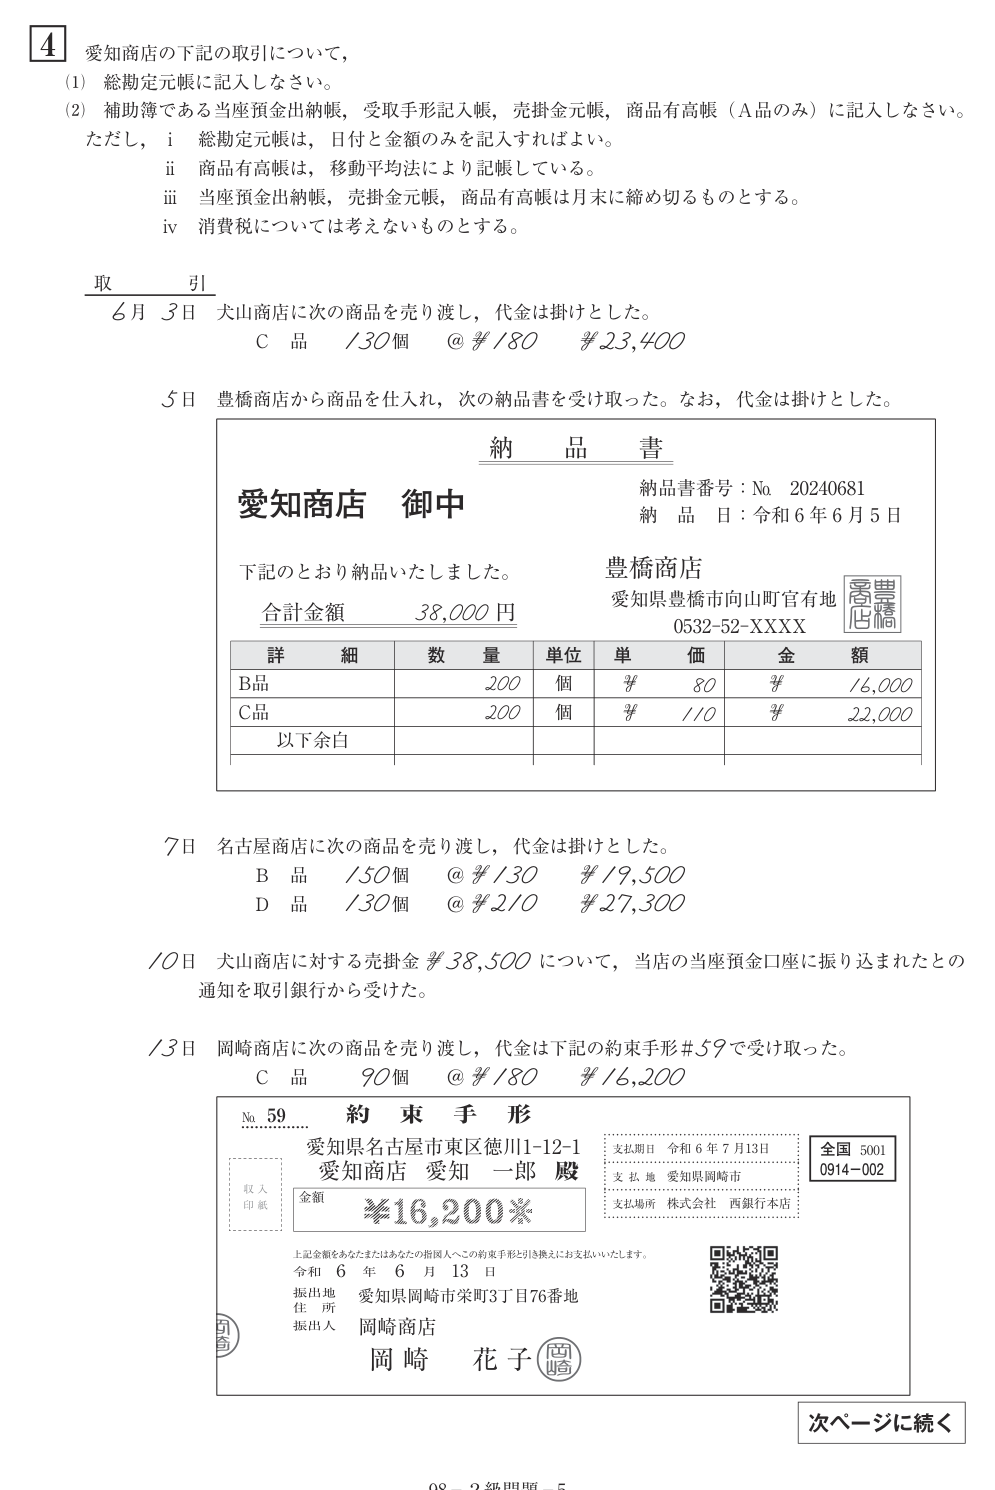 4 愛知商店の下記の取引について，
(1) 総勘定元帳に記入しなさい。
(2) 補助簿である当座預金出納帳，受取手形記入帳，売掛金元帳，商品有高帳（Ａ品のみ）に記入しなさい。
ただし， ⅰ 総勘定元帳は，日付と金額のみを記入すればよい。
ⅱ 商品有高帳は，移動平均法により記帳している。
ⅲ 当座預金出納帳，売掛金元帳，商品有高帳は月末に締め切るものとする。
ⅳ 消費税については考えないものとする。
取 引
6月 3日 犬山商店に次の商品を売り渡し，代金は掛けとした。
C 品 130個 @¥180 ¥23,400
5日 豊橋商店から商品を仕入れ，次の納品書を受け取った。なお，代金は掛けとした。
納 品 書
愛知商店 御中
納品書番号：№ 20240681
納 品 日：令和6年6月5日
下記のとおり納品いたしました。
豊橋商店
愛知県豊橋市向山町官有地
0532-52-XXXX
豊橋商店
合計金額 38,000 円
詳 細 数 量 単位 単 価 金 額
B品 200 個 ¥ 80 ¥ 16,000
C品 200 個 ¥ 110 ¥ 22,000
以下余白
7日 名古屋商店に次の商品を売り渡し，代金は掛けとした。
B 品 150個 @¥130 ¥19,500
D 品 130個 @¥210 ¥27,300
10日 犬山商店に対する売掛金¥38,500について，当店の当座預金口座に振り込まれたとの
通知を取引銀行から受けた。
13日 岡崎商店に次の商品を売り渡し，代金は下記の約束手形#59で受け取った。
C 品 90個 @¥180 ¥16,200
№ 59 約 束 手 形
愛知県名古屋市東区徳川1-12-1
愛知商店 愛知 一郎 殿
収入
印紙
金額 ¥16,200※
支払期日 令和 6 年 7 月13日
支 払 地 愛知県岡崎市
支払場所 株式会社 西銀行本店
全国 5001
0914－002
上記金額をあなたまたはあなたの指図人へこの約束手形と引き換えにお支払いいたします。
令和 6 年 6 月 13 日
振出地
住 所 愛知県岡崎市栄町3丁目76番地
振出人 岡崎商店
岡 崎 花 子 岡崎
岡崎
次ページに続く
98－2級問題－5